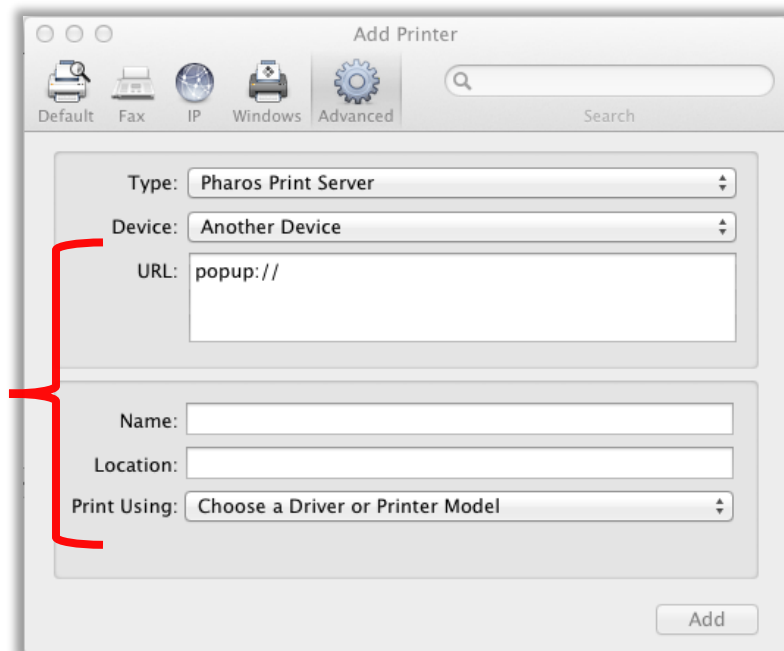 Add Printer
Default Fax IP Windows Advanced Search
Type: Pharos Print Server
Device: Another Device
URL: popup://
Name:
Location:
Print Using: Choose a Driver or Printer Model
Add